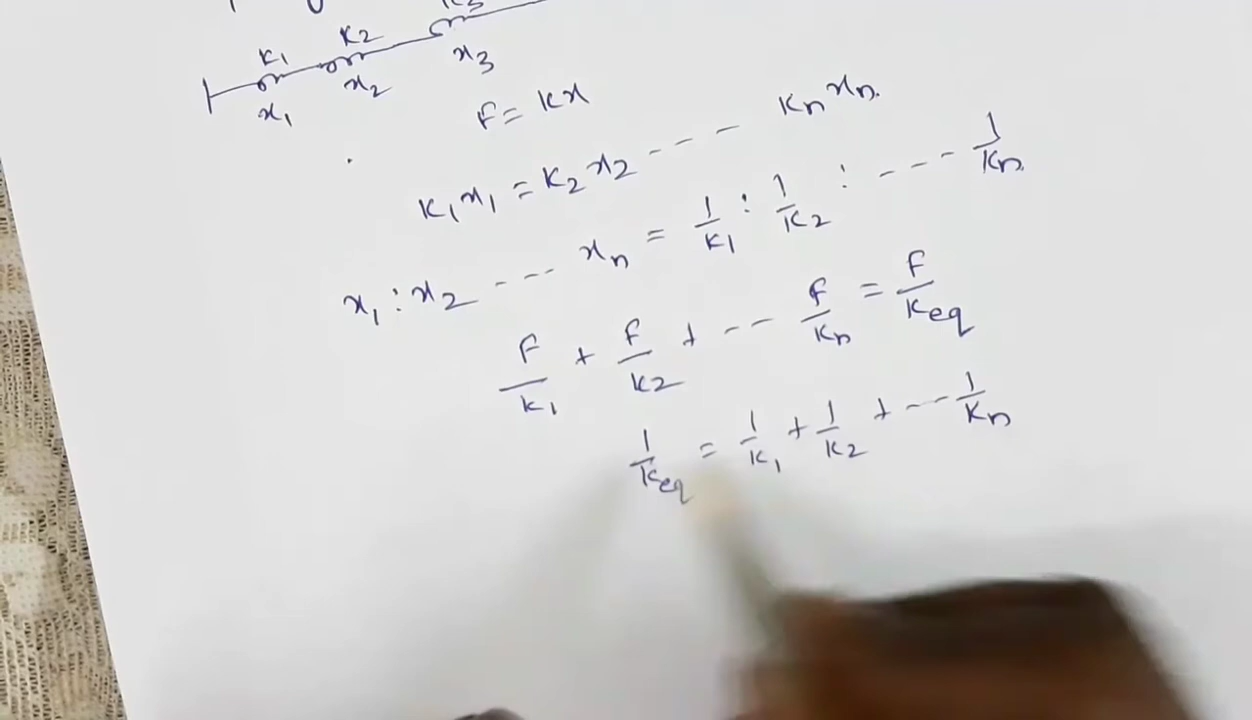 K1 K2 K3
x1 x2 x3
F = Kx
K1x1 = K2x2 --- Knxn.
x1 : x2 --- xn = 1/K1 : 1/K2 : --- 1/Kn.
F/K1 + F/K2 + --- F/Kn = F/Keq
1/Keq = 1/K1 + 1/K2 + --- 1/Kn